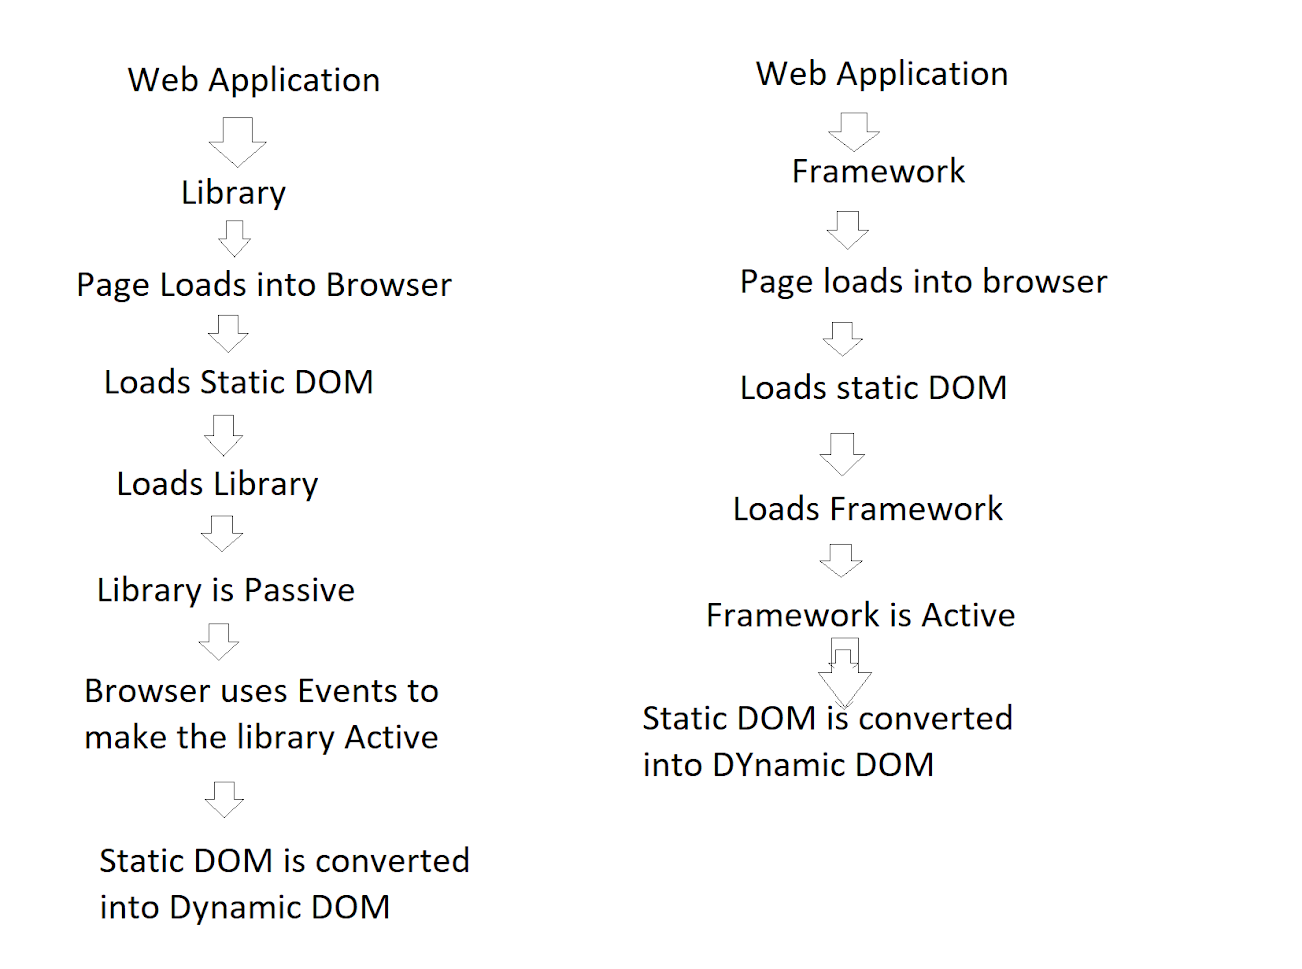 Web Application
Library
Page Loads into Browser
Loads Static DOM
Loads Library
Library is Passive
Browser uses Events to
make the library Active
Static DOM is converted
into Dynamic DOM
Web Application
Framework
Page loads into browser
Loads static DOM
Loads Framework
Framework is Active
Static DOM is converted
into DYnamic DOM